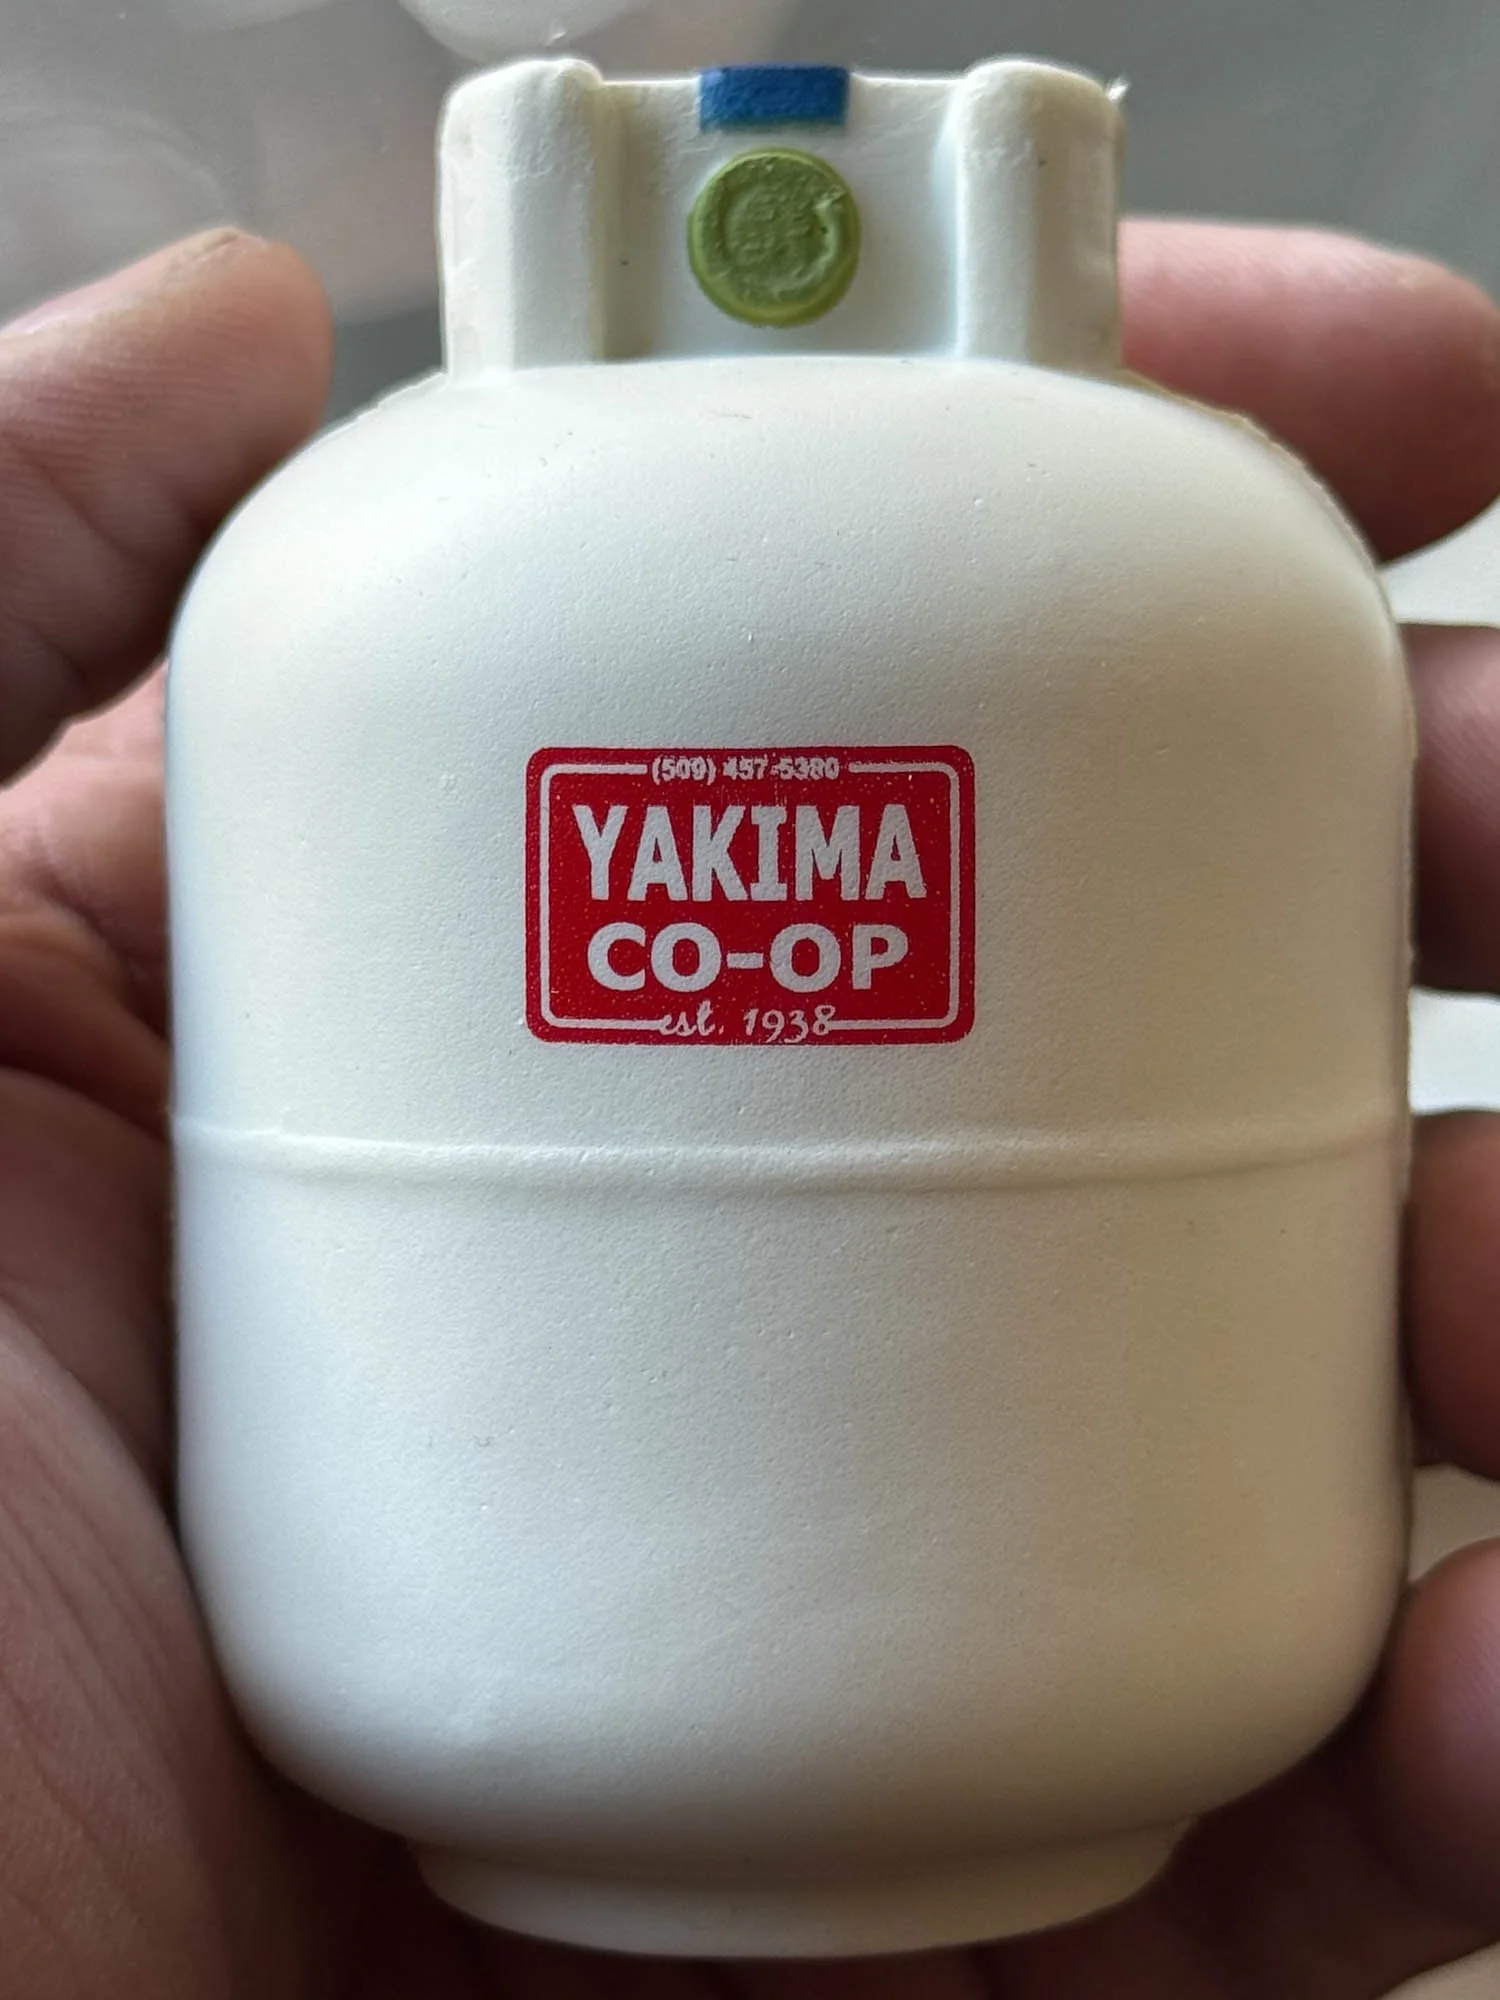 (509) 457-5380
YAKIMA
CO-OP
est. 1938